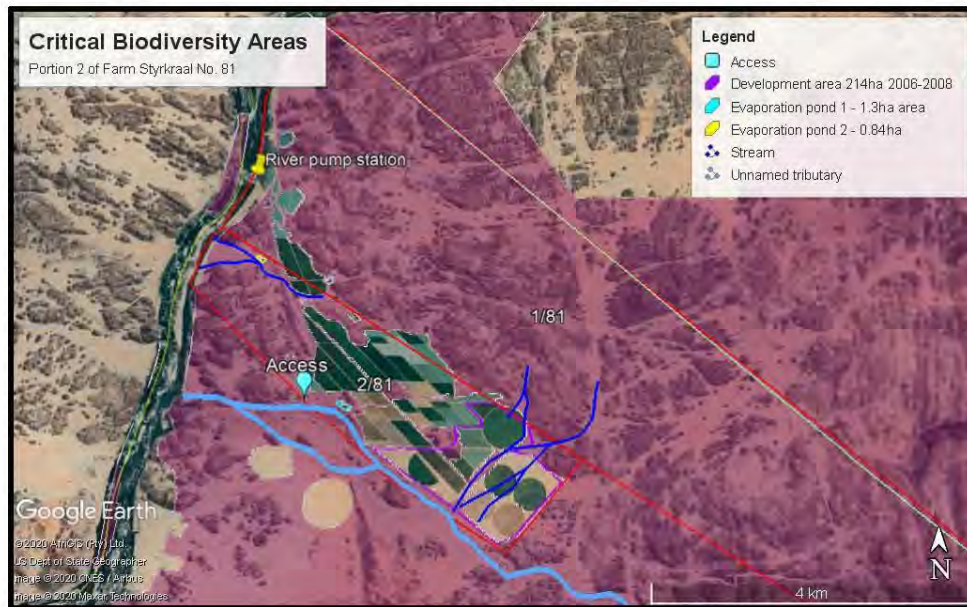 Critical Biodiversity Areas
Portion 2 of Farm Styrkraal No. 81
Legend
Access
Development area 214ha 2006-2008
Evaporation pond 1 - 1.3ha area
Evaporation pond 2 - 0.84ha
Stream
Unnamed tributary
River pump station
1/81
Access
2/81
Google Earth
© 2020 AfriGIS (Pty) Ltd.
US Dept of State Geographer
Image © 2020 CNES / Airbus
Image © 2020 Maxar Technologies
N
4 km